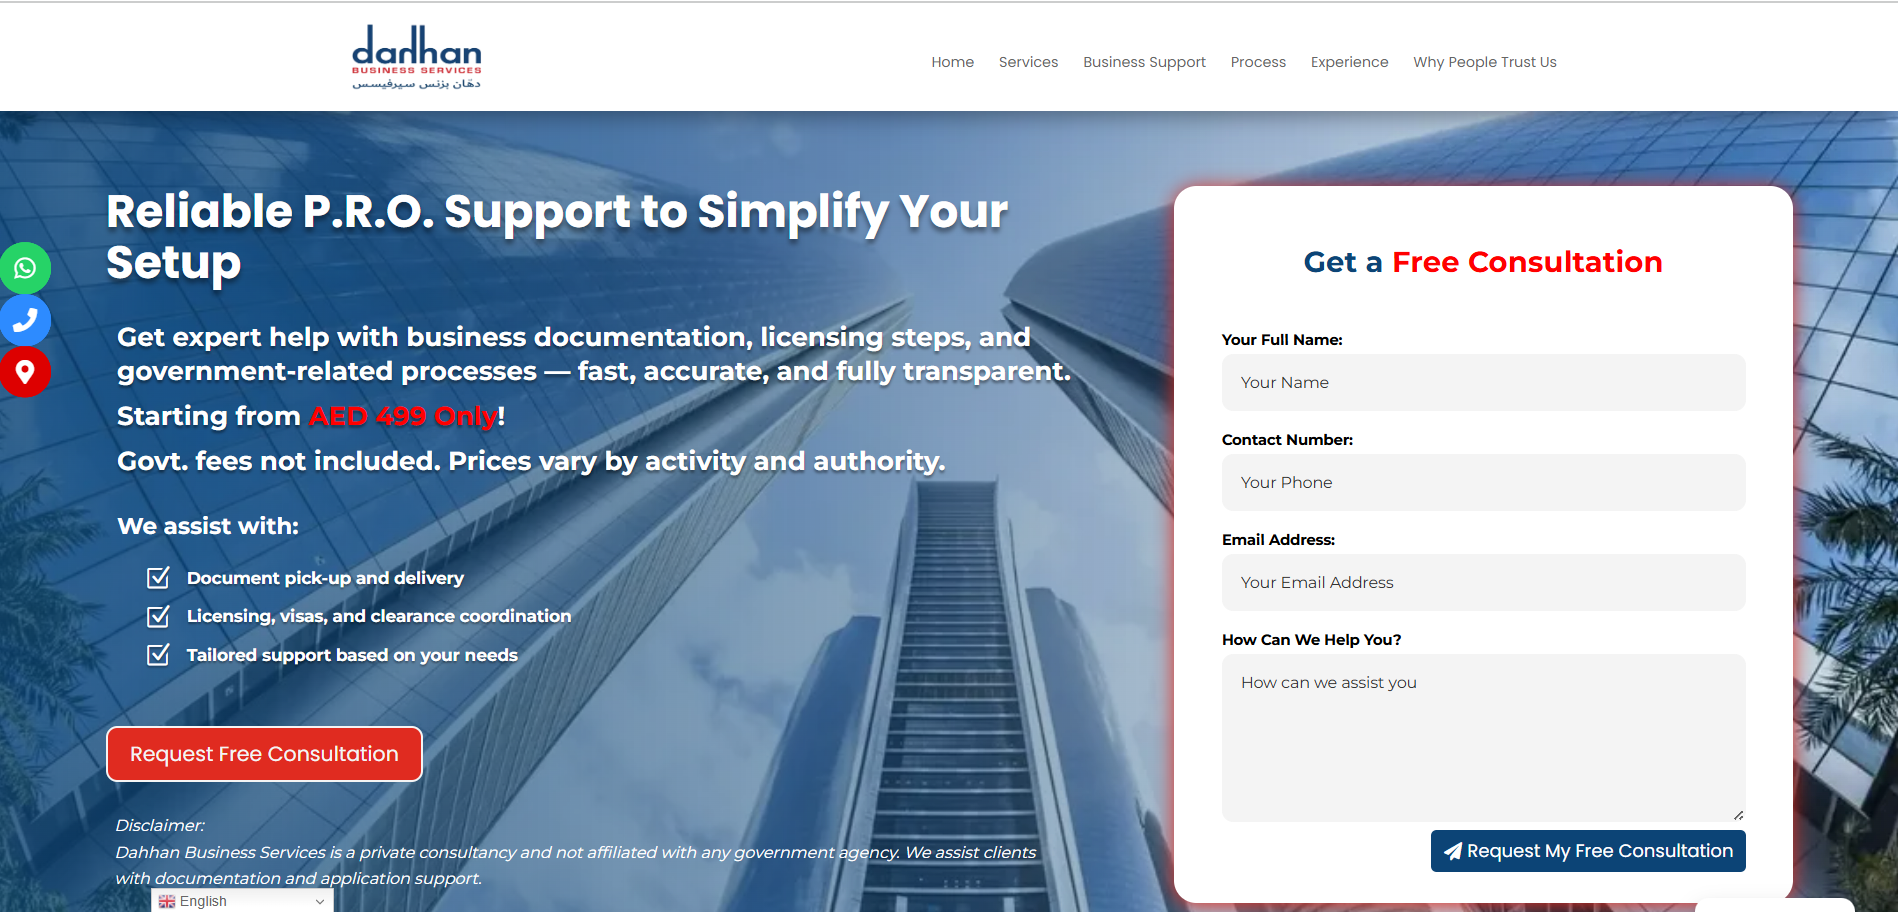 dahhan
BUSINESS SERVICES
دهّان بزنس سيرفيسس
Home Services Business Support Process Experience Why People Trust Us
Reliable P.R.O. Support to Simplify Your
Setup
Get expert help with business documentation, licensing steps, and
government-related processes — fast, accurate, and fully transparent.
Starting from AED 499 Only!
Govt. fees not included. Prices vary by activity and authority.
We assist with:
Document pick-up and delivery
Licensing, visas, and clearance coordination
Tailored support based on your needs
Request Free Consultation
Disclaimer:
Dahhan Business Services is a private consultancy and not affiliated with any government agency. We assist clients
with documentation and application support.
English
Get a Free Consultation
Your Full Name:
Your Name
Contact Number:
Your Phone
Email Address:
Your Email Address
How Can We Help You?
How can we assist you
Request My Free Consultation